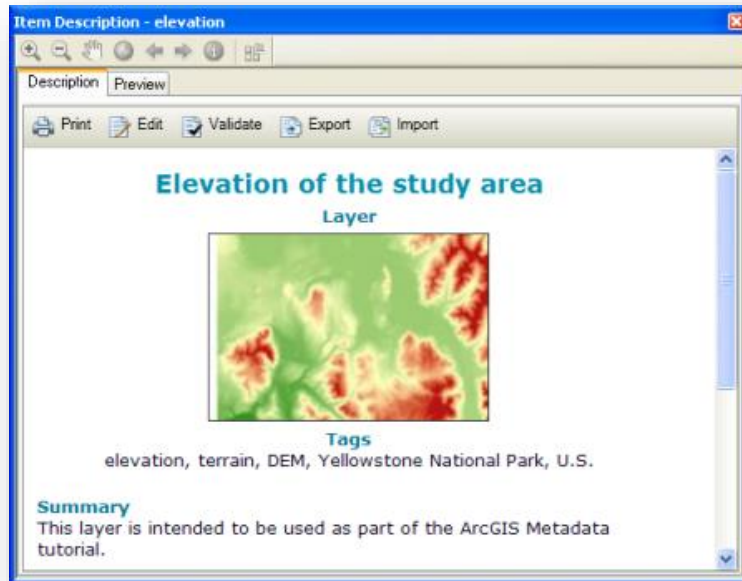 Item Description - elevation
Description Preview
Print Edit Validate Export Import
Elevation of the study area
Layer
Tags
elevation, terrain, DEM, Yellowstone National Park, U.S.
Summary
This layer is intended to be used as part of the ArcGIS Metadata
tutorial.